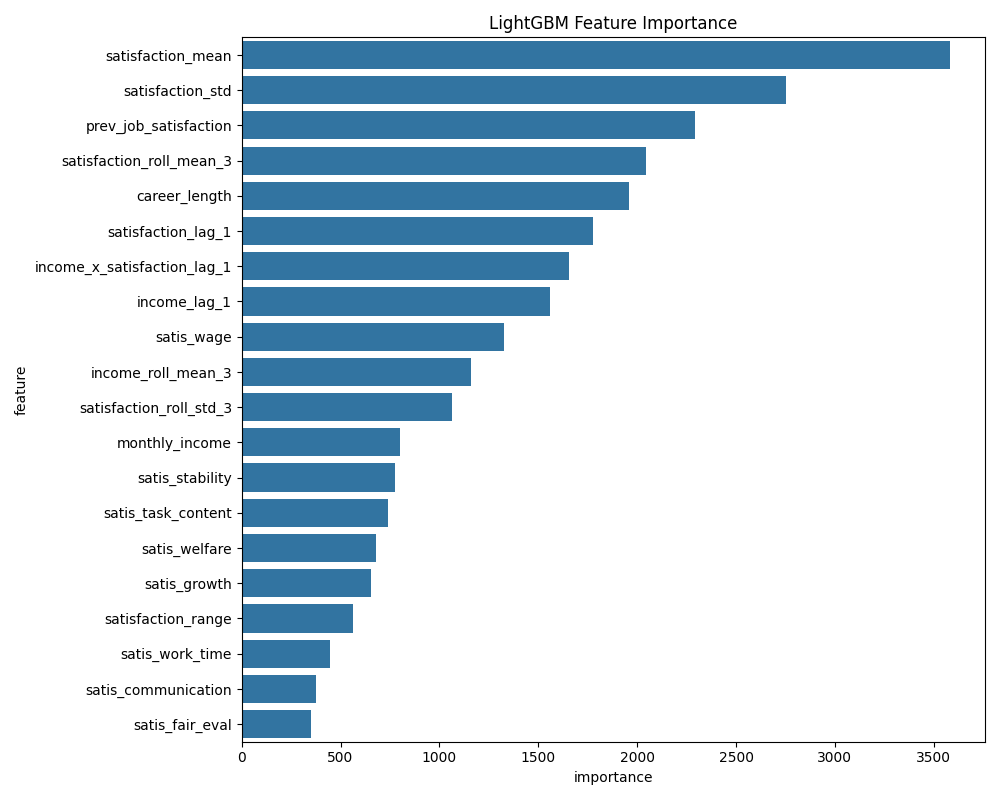 LightGBM Feature Importance
feature
satisfaction_mean
satisfaction_std
prev_job_satisfaction
satisfaction_roll_mean_3
career_length
satisfaction_lag_1
income_x_satisfaction_lag_1
income_lag_1
satis_wage
income_roll_mean_3
satisfaction_roll_std_3
monthly_income
satis_stability
satis_task_content
satis_welfare
satis_growth
satisfaction_range
satis_work_time
satis_communication
satis_fair_eval
0 500 1000 1500 2000 2500 3000 3500
importance